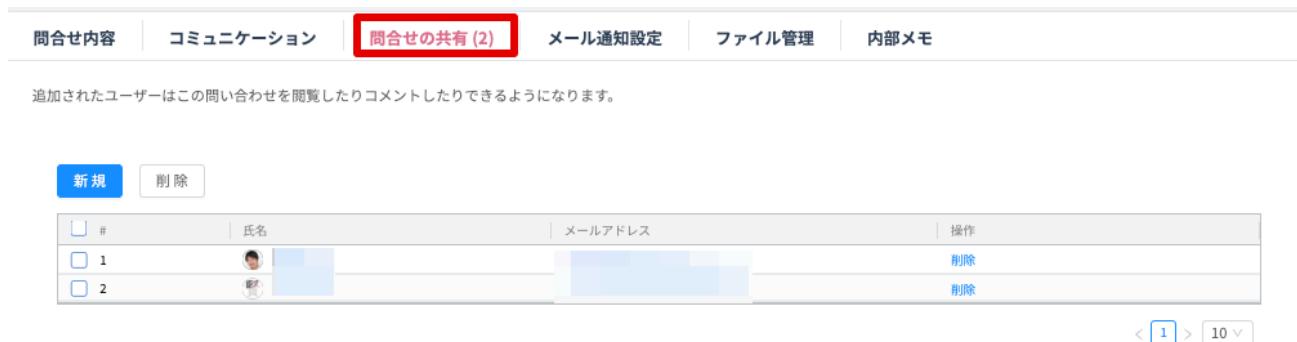 問合せ内容 コミュニケーション 問合せの共有 (2) メール通知設定 ファイル管理 内部メモ
追加されたユーザーはこの問い合わせを閲覧したりコメントしたりできるようになります。
新規 削除
# 氏名 メールアドレス 操作
1 削除
2 削除
< 1 > 10